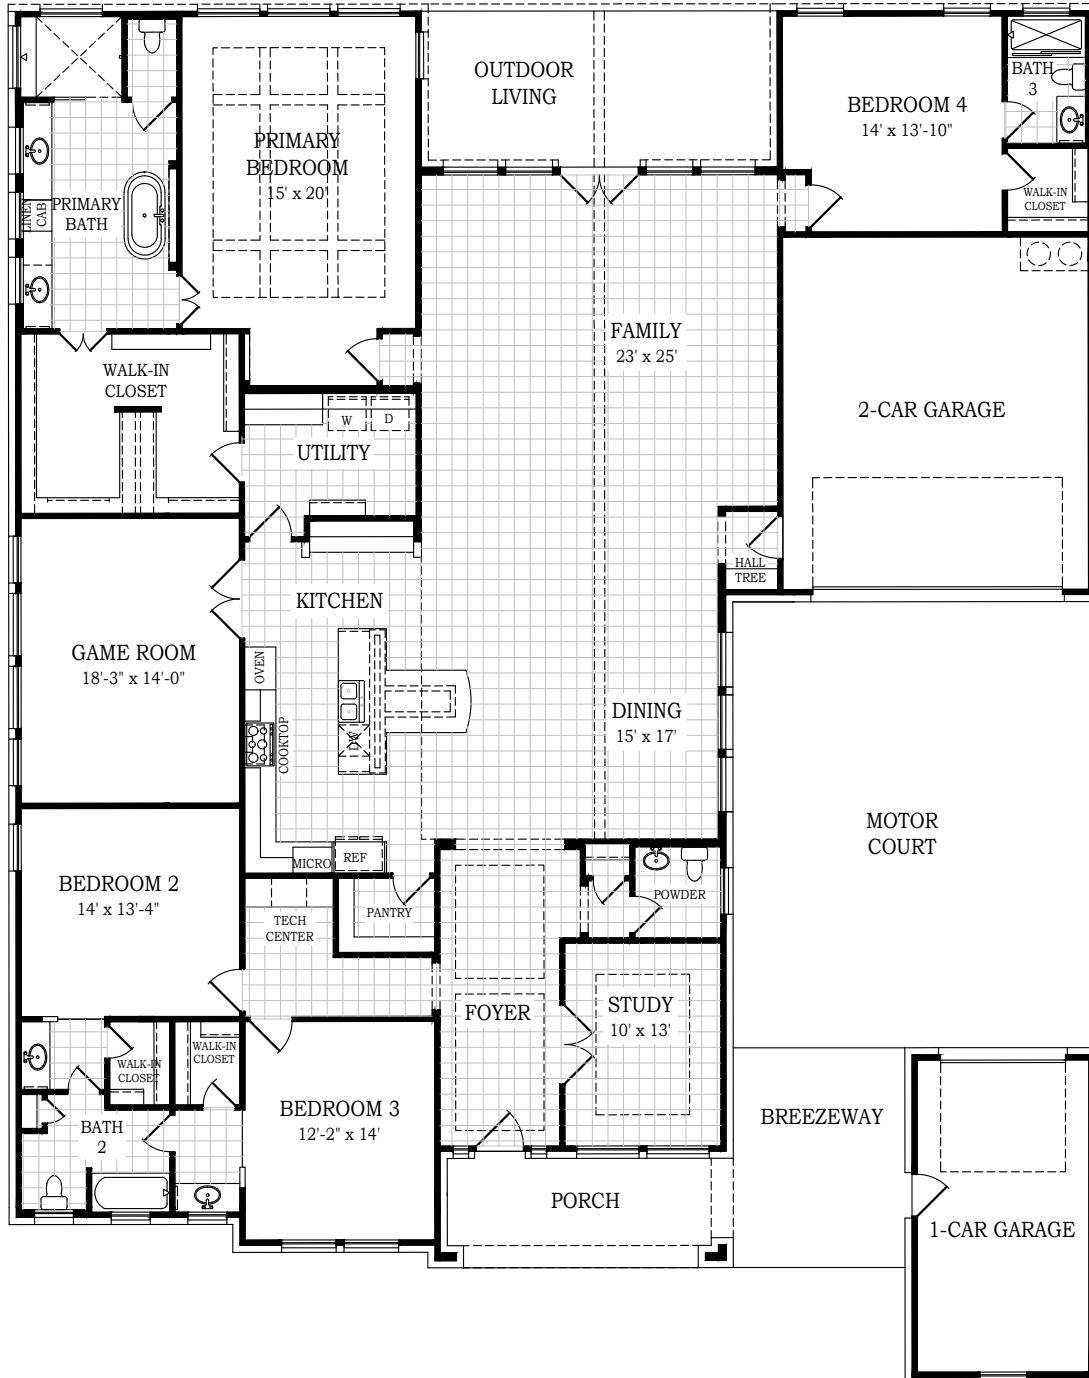 OUTDOOR
LIVING
BATH
3
BEDROOM 4
14' x 13'-10"
PRIMARY
BEDROOM
15' x 20'
WALK-IN
CLOSET
LINEN
CAB
PRIMARY
BATH
FAMILY
23' x 25'
WALK-IN
CLOSET
2-CAR GARAGE
W
D
UTILITY
HALL
TREE
KITCHEN
GAME ROOM
18'-3" x 14'-0"
OVEN
DINING
15' x 17'
COOKTOP
DW
MOTOR
COURT
MICRO
REF
BEDROOM 2
14' x 13'-4"
POWDER
PANTRY
TECH
CENTER
FOYER
STUDY
10' x 13'
WALK-IN
CLOSET
WALK-IN
CLOSET
BEDROOM 3
12'-2" x 14'
BREEZEWAY
BATH
2
PORCH
1-CAR GARAGE